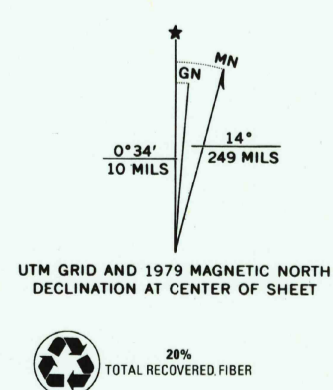 ★
MN
GN
0°34′
10 MILS
14°
249 MILS
UTM GRID AND 1979 MAGNETIC NORTH
DECLINATION AT CENTER OF SHEET
20%
TOTAL RECOVERED FIBER